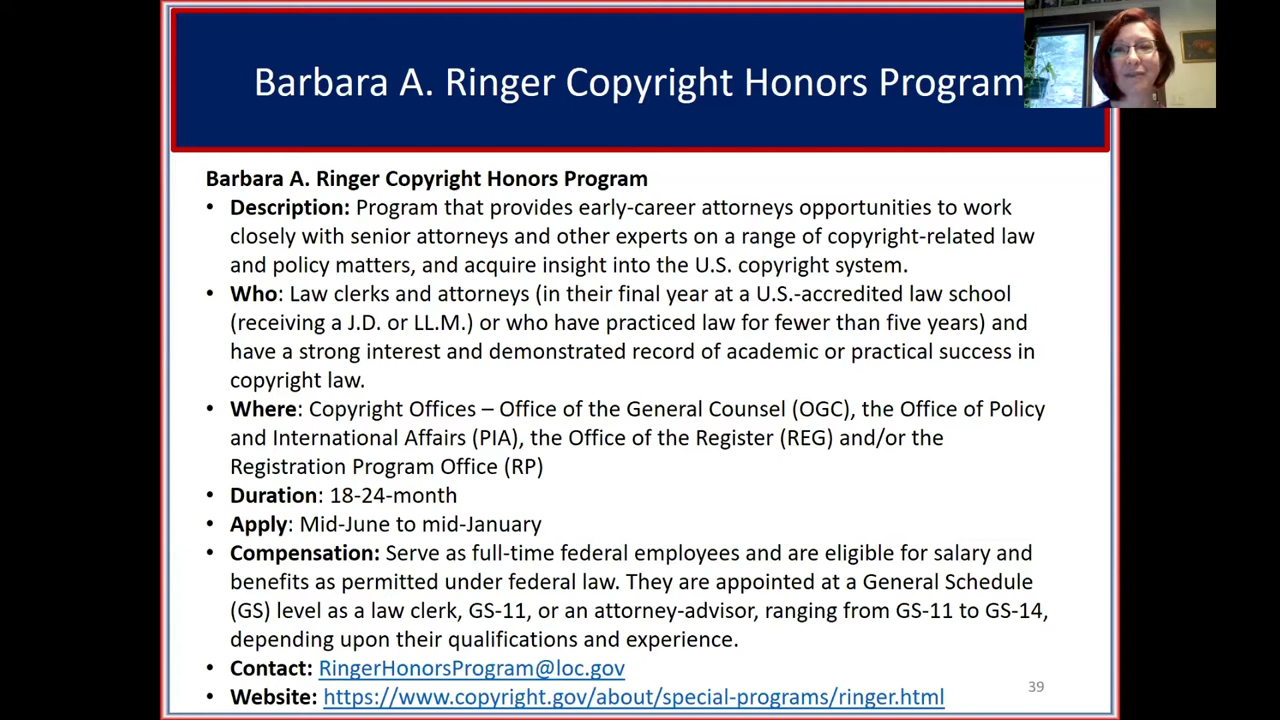 Barbara A. Ringer Copyright Honors Program
Barbara A. Ringer Copyright Honors Program
• Description: Program that provides early-career attorneys opportunities to work
closely with senior attorneys and other experts on a range of copyright-related law
and policy matters, and acquire insight into the U.S. copyright system.
• Who: Law clerks and attorneys (in their final year at a U.S.-accredited law school
(receiving a J.D. or LL.M.) or who have practiced law for fewer than five years) and
have a strong interest and demonstrated record of academic or practical success in
copyright law.
• Where: Copyright Offices – Office of the General Counsel (OGC), the Office of Policy
and International Affairs (PIA), the Office of the Register (REG) and/or the
Registration Program Office (RP)
• Duration: 18-24-month
• Apply: Mid-June to mid-January
• Compensation: Serve as full-time federal employees and are eligible for salary and
benefits as permitted under federal law. They are appointed at a General Schedule
(GS) level as a law clerk, GS-11, or an attorney-advisor, ranging from GS-11 to GS-14,
depending upon their qualifications and experience.
• Contact: RingerHonorsProgram@loc.gov
• Website: https://www.copyright.gov/about/special-programs/ringer.html
39